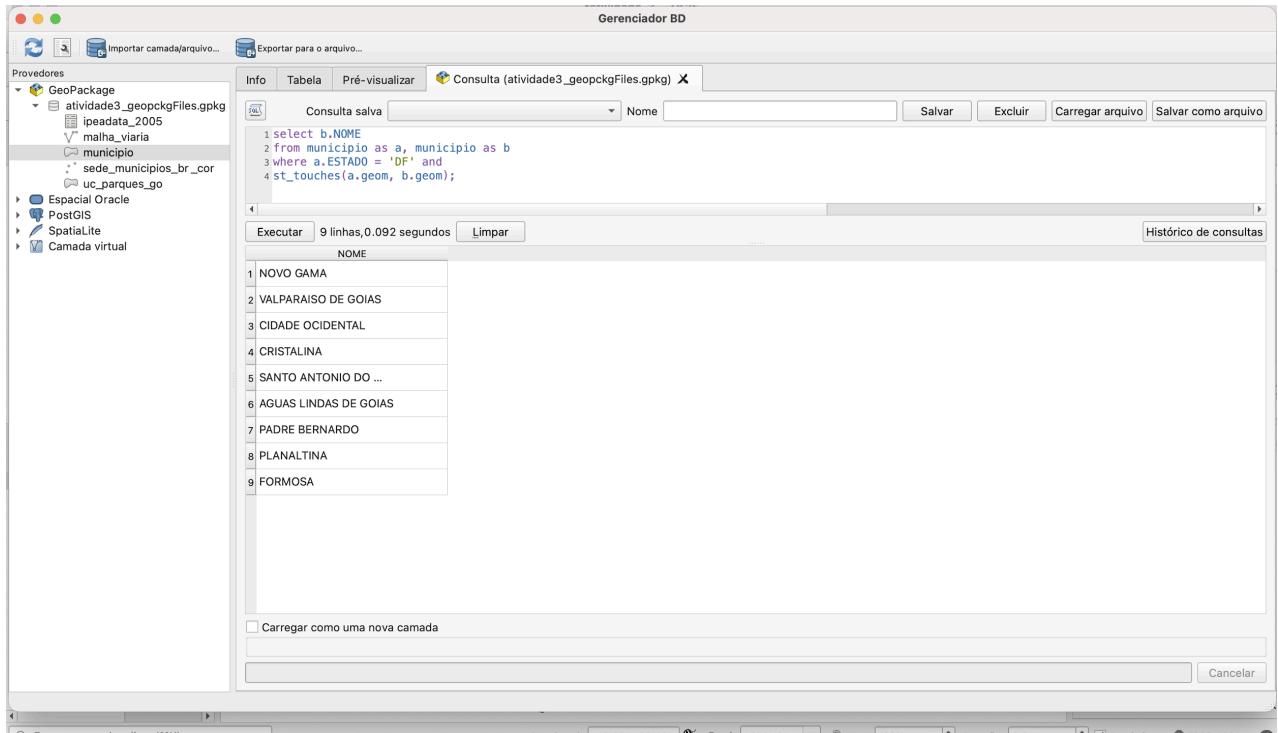 Gerenciador BD
Importar camada/arquivo...
Exportar para o arquivo...
Provedores
GeoPackage
atividade3_geopckgFiles.gpkg
ipeadata_2005
malha_viaria
municipio
sede_municipios_br_cor
uc_parques_go
Espacial Oracle
PostGIS
SpatiaLite
Camada virtual
Info
Tabela
Pré-visualizar
Consulta (atividade3_geopckgFiles.gpkg)
SQL
Consulta salva
Nome
Salvar
Excluir
Carregar arquivo
Salvar como arquivo
1 select b.NOME
2 from municipio as a, municipio as b
3 where a.ESTADO = 'DF' and
4 st_touches(a.geom, b.geom);
Executar
9 linhas,0.092 segundos
Limpar
Histórico de consultas
NOME
1 NOVO GAMA
2 VALPARAISO DE GOIAS
3 CIDADE OCIDENTAL
4 CRISTALINA
5 SANTO ANTONIO DO ...
6 AGUAS LINDAS DE GOIAS
7 PADRE BERNARDO
8 PLANALTINA
9 FORMOSA
Carregar como uma nova camada
Cancelar